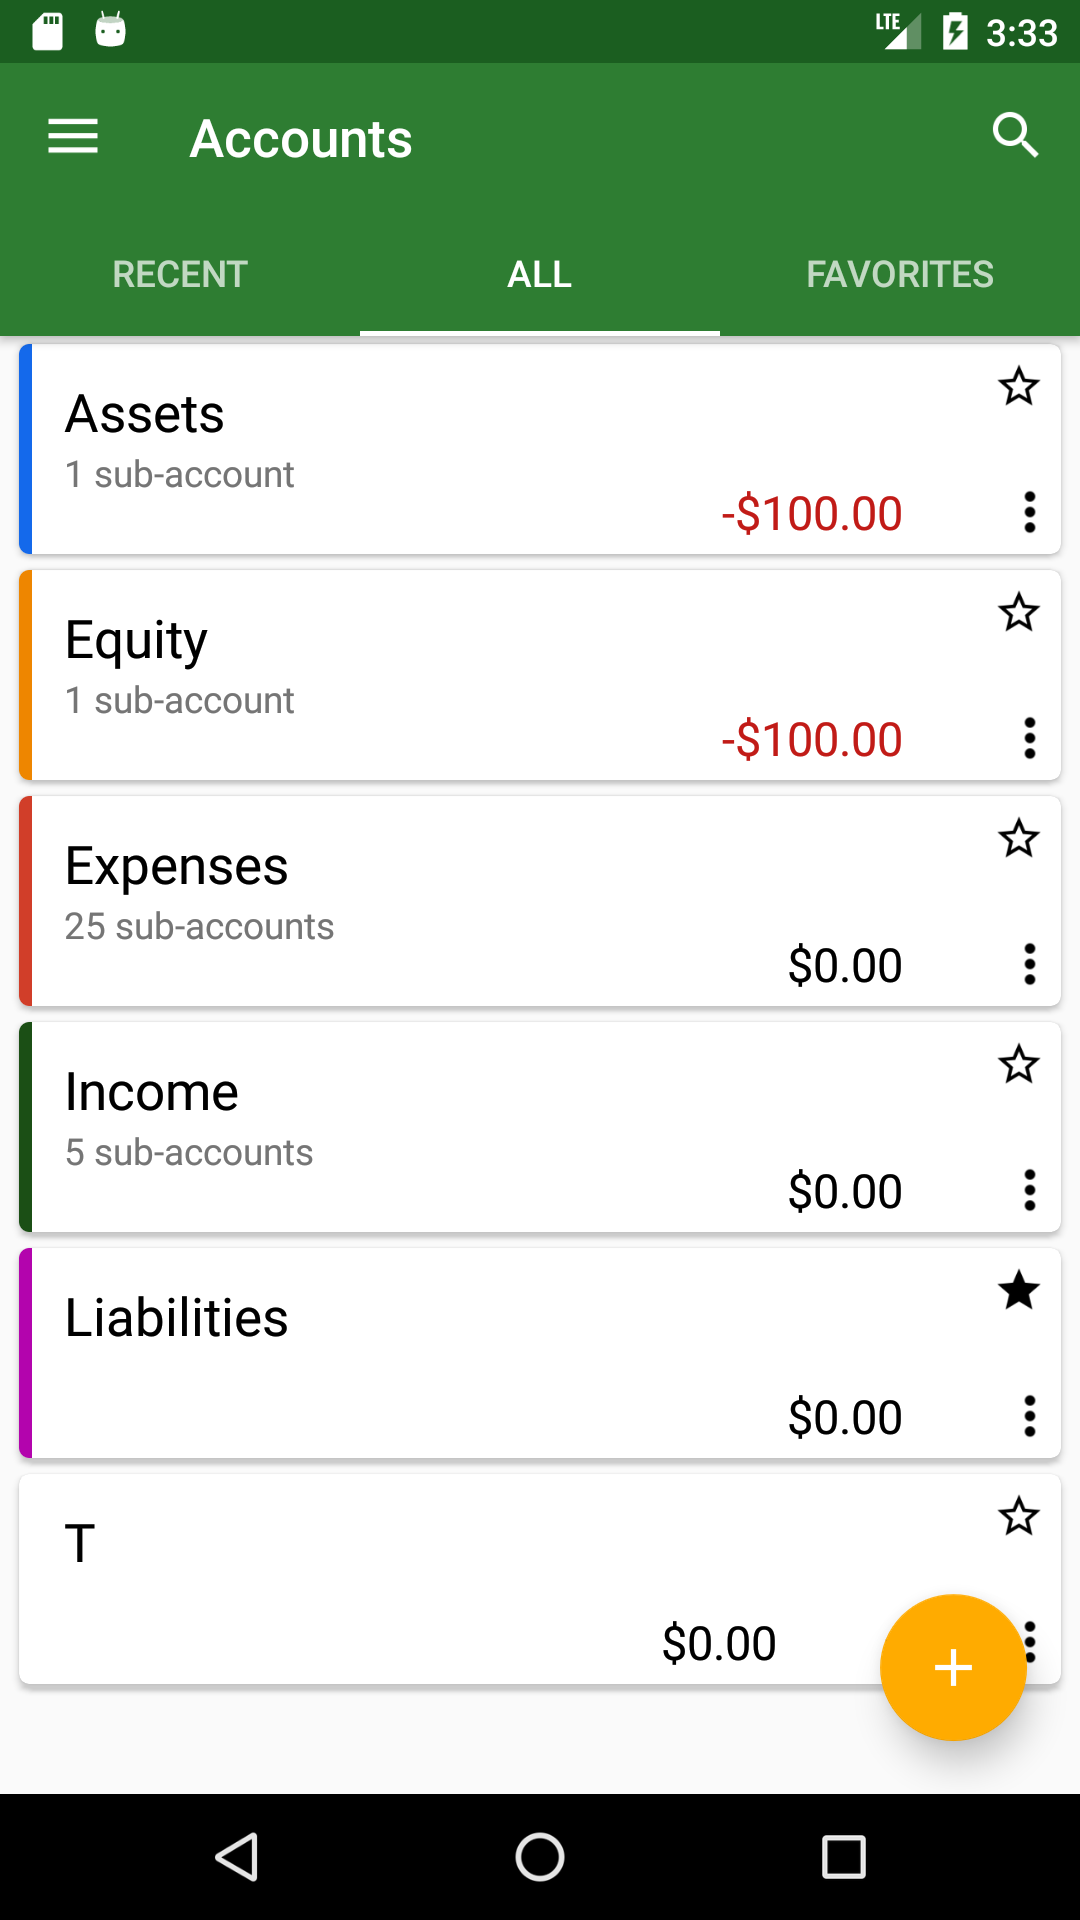 LTE 3:33
Accounts
RECENT ALL FAVORITES
Assets
1 sub-account
-$100.00
Equity
1 sub-account
-$100.00
Expenses
25 sub-accounts
$0.00
Income
5 sub-accounts
$0.00
Liabilities
$0.00
T
$0.00